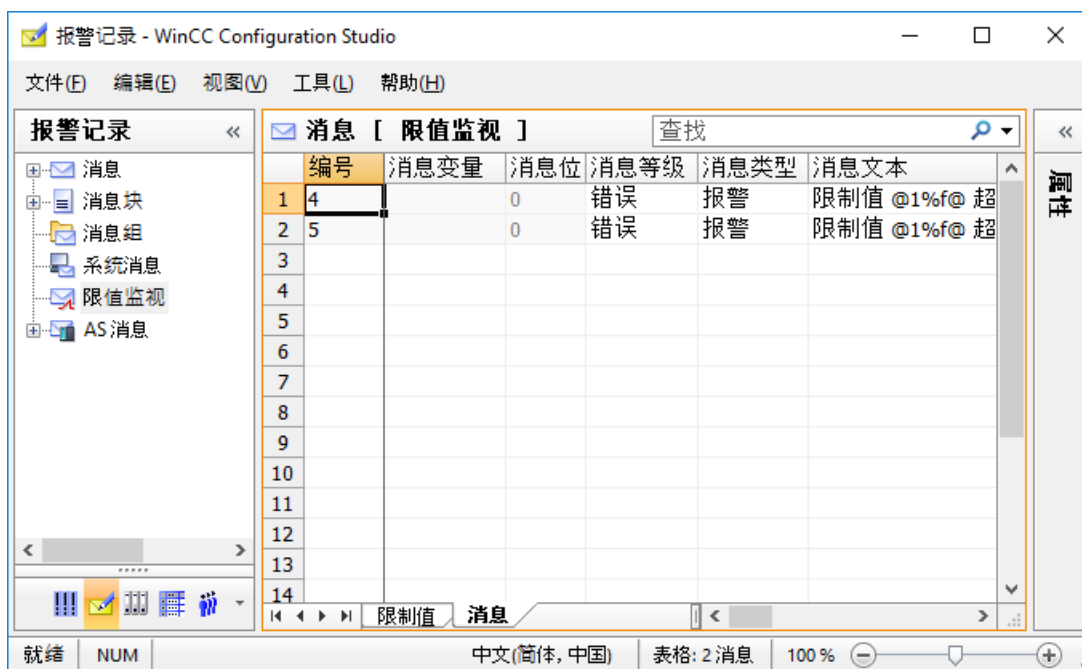 报警记录 - WinCC Configuration Studio
文件(F) 编辑(E) 视图(V) 工具(L) 帮助(H)
报警记录
消息
消息块
消息组
系统消息
限值监视
AS 消息
消息 [ 限值监视 ]
查找
编号 消息变量 消息位 消息等级 消息类型 消息文本
1 4 0 错误 报警 限制值 @1%f@ 超
2 5 0 错误 报警 限制值 @1%f@ 超
3
4
5
6
7
8
9
10
11
12
13
14
限制值 消息
属性
就绪 NUM 中文(简体, 中国) 表格: 2 消息 100 %